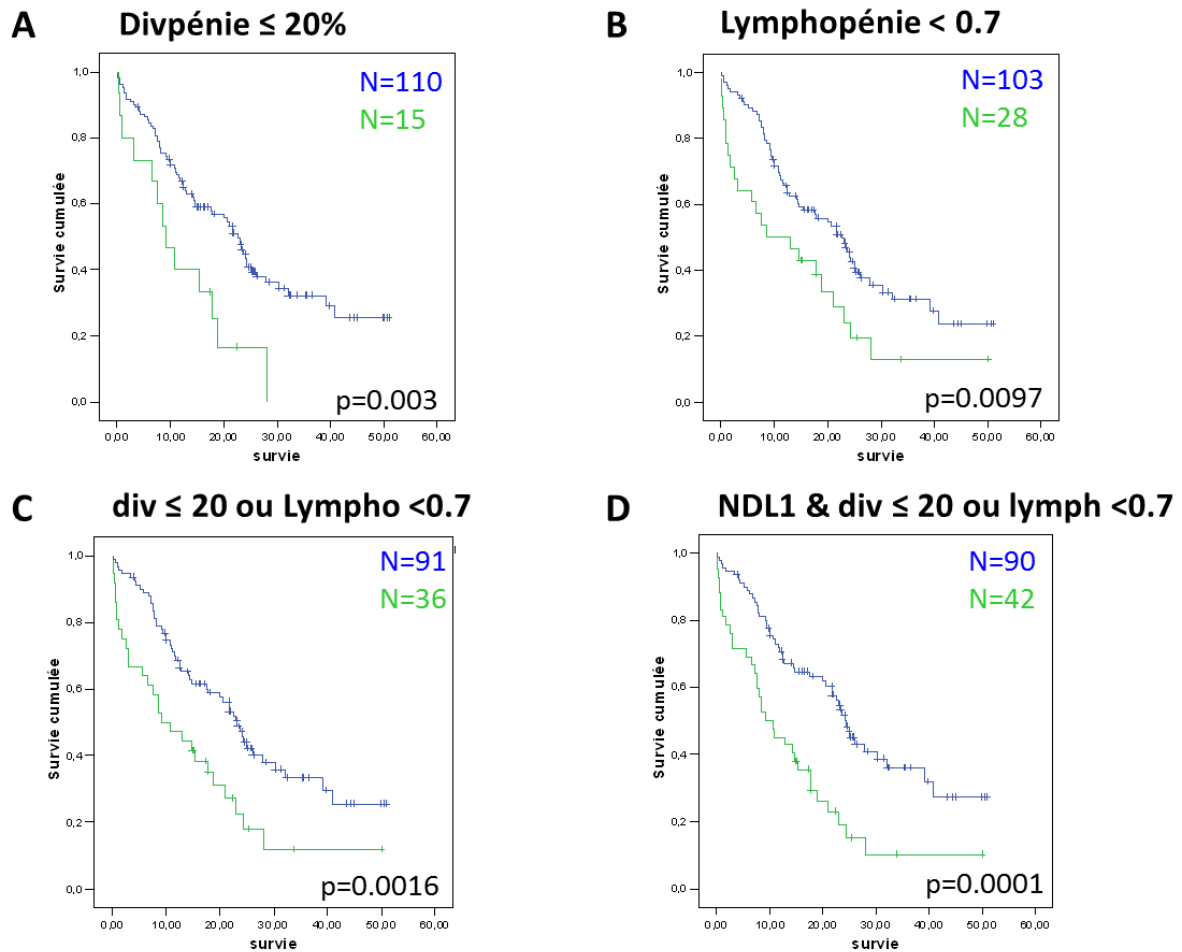 A
Divpénie ≤ 20%
N=110
N=15
1,0
0,8
0,6
0,4
0,2
0,0
Survie cumulée
p=0.003
0,00 10,00 20,00 30,00 40,00 50,00 60,00
survie
B
Lymphopénie < 0.7
N=103
N=28
1,0
0,8
0,6
0,4
0,2
0,0
Survie cumulée
p=0.0097
0,00 10,00 20,00 30,00 40,00 50,00 60,00
survie
C
div ≤ 20 ou Lympho <0.7
N=91
N=36
1,0
0,8
0,6
0,4
0,2
0,0
Survie cumulée
p=0.0016
0,00 10,00 20,00 30,00 40,00 50,00 60,00
survie
D
NDL1 & div ≤ 20 ou lymph <0.7
N=90
N=42
1,0
0,8
0,6
0,4
0,2
0,0
Survie cumulée
p=0.0001
0,00 10,00 20,00 30,00 40,00 50,00 60,00
survie